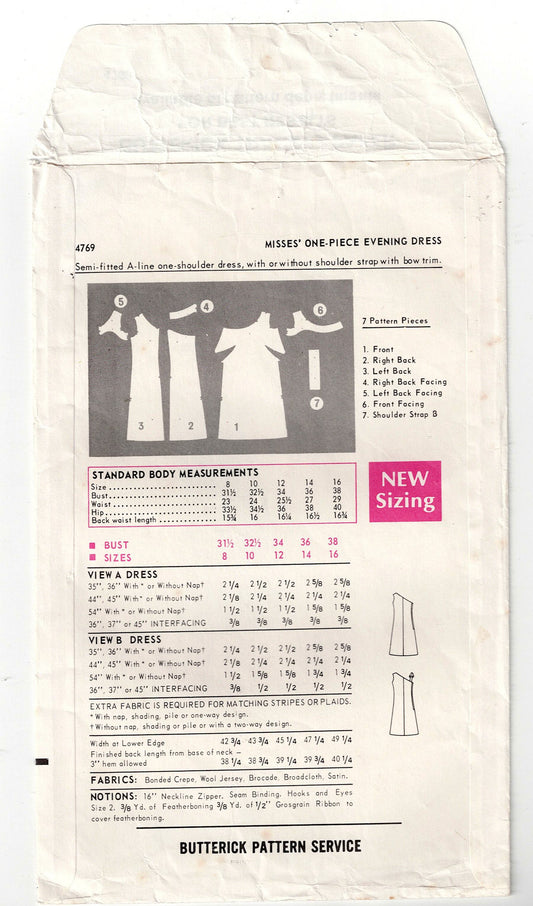 4769 MISSES' ONE-PIECE EVENING DRESS
Semi-fitted A-line one-shoulder dress, with or without shoulder strap with bow trim.
5
4
6
3
2
1
7
7 Pattern Pieces
1. Front
2. Right Back
3. Left Back
4. Right Back Facing
5. Left Back Facing
6. Front Facing
7. Shoulder Strap B
STANDARD BODY MEASUREMENTS
Size 8 10 12 14 16
Bust 31½ 32½ 34 36 38
Waist 23 24 25½ 27 29
Hip 33½ 34½ 36 38 40
Back waist length 15¾ 16 16¼ 16½ 16¾
NEW
Sizing
BUST 31½ 32½ 34 36 38
SIZES 8 10 12 14 16
VIEW A DRESS
35", 36" With* or Without Nap† 2 1/4 2 1/2 2 1/2 2 5/8 2 5/8
44", 45" With* or Without Nap† 2 1/8 2 1/4 2 1/4 2 1/4 2 1/4
54" With* or Without Nap† 1 1/2 1 1/2 1 1/2 1 5/8 1 5/8
36", 37" or 45" INTERFACING 3/8 3/8 3/8 3/8 3/8
VIEW B DRESS
35", 36" With* or Without Nap† 2 1/4 2 1/2 2 1/2 2 5/8 2 5/8
44", 45" With* or Without Nap† 2 1/8 2 1/4 2 1/4 2 1/4 2 1/4
54" With* or Without Nap† 1 1/2 1 5/8 1 5/8 1 3/4 1 3/4
36", 37" or 45" INTERFACING 3/8 1/2 1/2 1/2 1/2
EXTRA FABRIC IS REQUIRED FOR MATCHING STRIPES OR PLAIDS.
*With nap, shading, pile or one-way design.
†Without nap, shading or pile or with a two-way design.
Width at Lower Edge 42 3/4 43 3/4 45 1/4 47 1/4 49 1/4
Finished back length from base of neck –
3" hem allowed 38 1/4 38 3/4 39 1/4 39 3/4 40 1/4
FABRICS: Bonded Crepe, Wool Jersey, Brocade, Broadcloth, Satin.
NOTIONS: 16" Neckline Zipper. Seam Binding. Hooks and Eyes
Size 2. 3/8 Yd. of Featherboning 3/8 Yd. of 1/2" Grosgrain Ribbon to
cover featherboning.
BUTTERICK PATTERN SERVICE